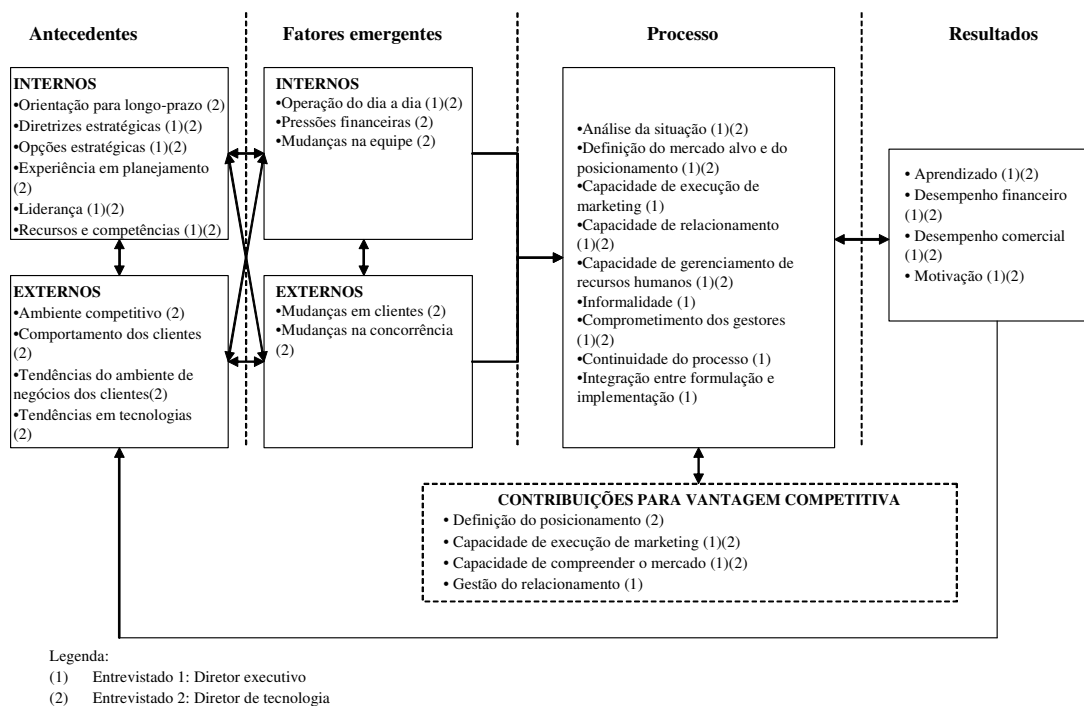 Antecedentes
Fatores emergentes
Processo
Resultados
INTERNOS
•Orientação para longo-prazo (2)
•Diretrizes estratégicas (1)(2)
•Opções estratégicas (1)(2)
•Experiência em planejamento
(2)
•Liderança (1)(2)
•Recursos e competências (1)(2)
EXTERNOS
•Ambiente competitivo (2)
•Comportamento dos clientes
(2)
•Tendências do ambiente de
negócios dos clientes(2)
•Tendências em tecnologias
(2)
INTERNOS
•Operação do dia a dia (1)(2)
•Pressões financeiras (2)
•Mudanças na equipe (2)
EXTERNOS
•Mudanças em clientes (2)
•Mudanças na concorrência
(2)
•Análise da situação (1)(2)
•Definição do mercado alvo e do
posicionamento (1)(2)
•Capacidade de execução de
marketing (1)
•Capacidade de relacionamento
(1)(2)
•Capacidade de gerenciamento de
recursos humanos (1)(2)
•Informalidade (1)
•Comprometimento dos gestores
(1)(2)
•Continuidade do processo (1)
•Integração entre formulação e
implementação (1)
• Aprendizado (1)(2)
• Desempenho financeiro
(1)(2)
• Desempenho comercial
(1)(2)
• Motivação (1)(2)
CONTRIBUIÇÕES PARA VANTAGEM COMPETITIVA
• Definição do posicionamento (2)
• Capacidade de execução de marketing (1)(2)
• Capacidade de compreender o mercado (1)(2)
• Gestão do relacionamento (1)
Legenda:
(1) Entrevistado 1: Diretor executivo
(2) Entrevistado 2: Diretor de tecnologia